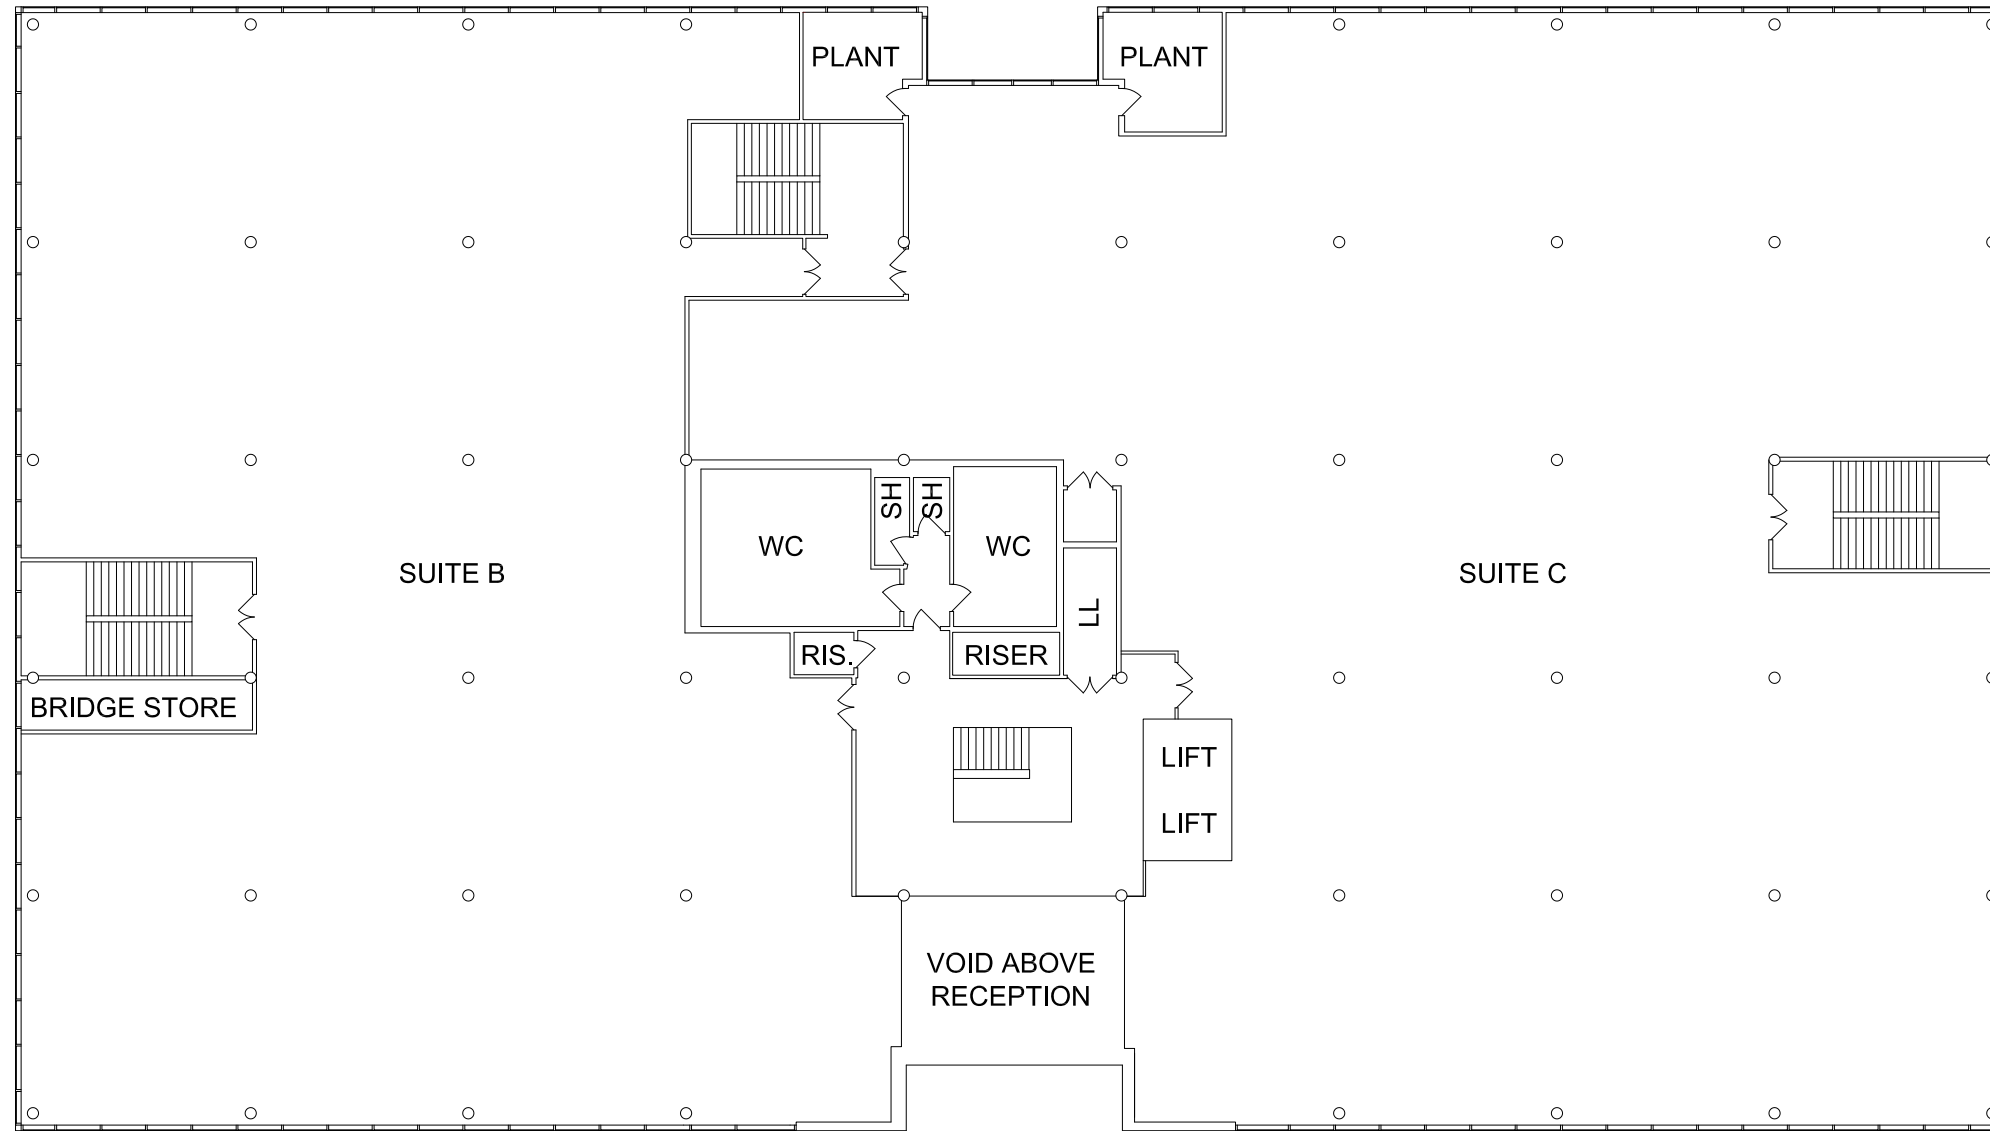 PLANT
PLANT
SH
SH
WC
WC
SUITE B
SUITE C
LL
RIS.
RISER
BRIDGE STORE
LIFT
LIFT
VOID ABOVE
RECEPTION